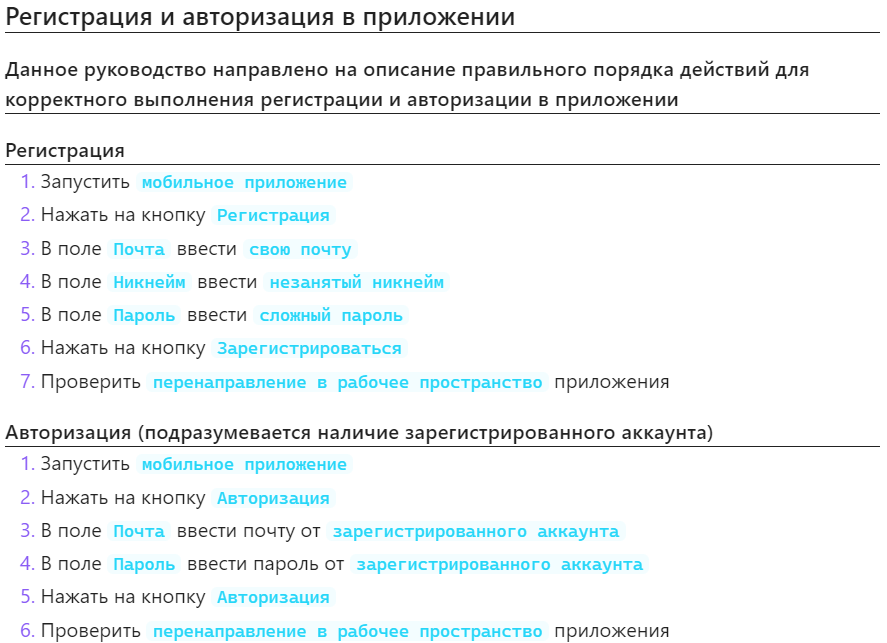 Регистрация и авторизация в приложении
Данное руководство направлено на описание правильного порядка действий для
корректного выполнения регистрации и авторизации в приложении
Регистрация
1. Запустить мобильное приложение
2. Нажать на кнопку Регистрация
3. В поле Почта ввести свою почту
4. В поле Никнейм ввести незанятый никнейм
5. В поле Пароль ввести сложный пароль
6. Нажать на кнопку Зарегистрироваться
7. Проверить перенаправление в рабочее пространство приложения
Авторизация (подразумевается наличие зарегистрированного аккаунта)
1. Запустить мобильное приложение
2. Нажать на кнопку Авторизация
3. В поле Почта ввести почту от зарегистрированного аккаунта
4. В поле Пароль ввести пароль от зарегистрированного аккаунта
5. Нажать на кнопку Авторизация
6. Проверить перенаправление в рабочее пространство приложения